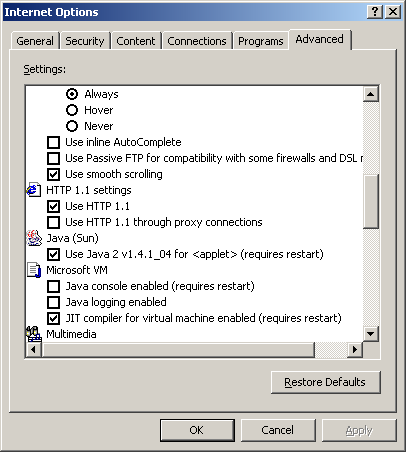 Internet Options
General Security Content Connections Programs Advanced
Settings:
Always
Hover
Never
Use inline AutoComplete
Use Passive FTP for compatibility with some firewalls and DSL
Use smooth scrolling
HTTP 1.1 settings
Use HTTP 1.1
Use HTTP 1.1 through proxy connections
Java (Sun)
Use Java 2 v1.4.1_04 for <applet> (requires restart)
Microsoft VM
Java console enabled (requires restart)
Java logging enabled
JIT compiler for virtual machine enabled (requires restart)
Multimedia
Restore Defaults
OK Cancel Apply